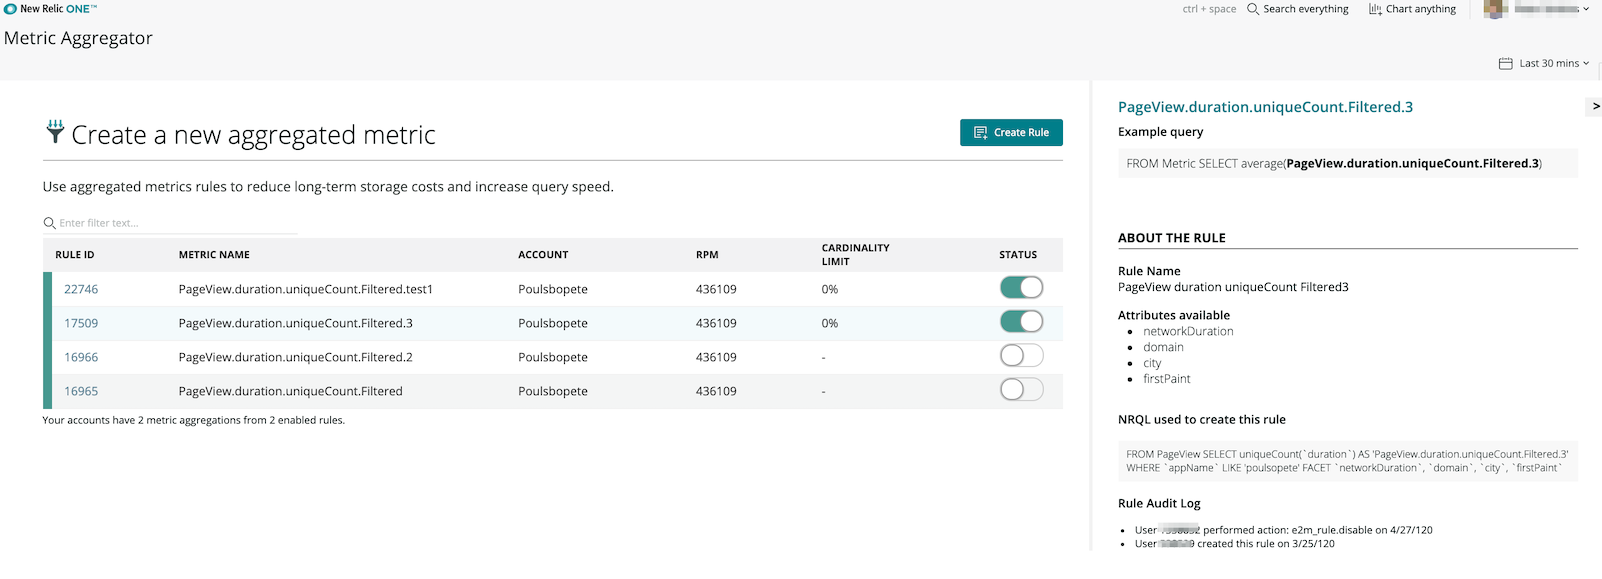 New Relic ONE™
ctrl + space Search everything Chart anything
Metric Aggregator
Last 30 mins
Create a new aggregated metric
Create Rule
Use aggregated metrics rules to reduce long-term storage costs and increase query speed.
Enter filter text...
RULE ID METRIC NAME ACCOUNT RPM CARDINALITY LIMIT STATUS
22746 PageView.duration.uniqueCount.Filtered.test1 Poulsbopete 436109 0%
17509 PageView.duration.uniqueCount.Filtered.3 Poulsbopete 436109 0%
16966 PageView.duration.uniqueCount.Filtered.2 Poulsbopete 436109 -
16965 PageView.duration.uniqueCount.Filtered Poulsbopete 436109 -
Your accounts have 2 metric aggregations from 2 enabled rules.
PageView.duration.uniqueCount.Filtered.3
>
Example query
FROM Metric SELECT average(PageView.duration.uniqueCount.Filtered.3)
ABOUT THE RULE
Rule Name
PageView duration uniqueCount Filtered3
Attributes available
• networkDuration
• domain
• city
• firstPaint
NRQL used to create this rule
FROM PageView SELECT uniqueCount(`duration`) AS 'PageView.duration.uniqueCount.Filtered.3'
WHERE `appName` LIKE 'poulsopete' FACET `networkDuration`, `domain`, `city`, `firstPaint`
Rule Audit Log
• User performed action: e2m_rule.disable on 4/27/120
• User created this rule on 3/25/120